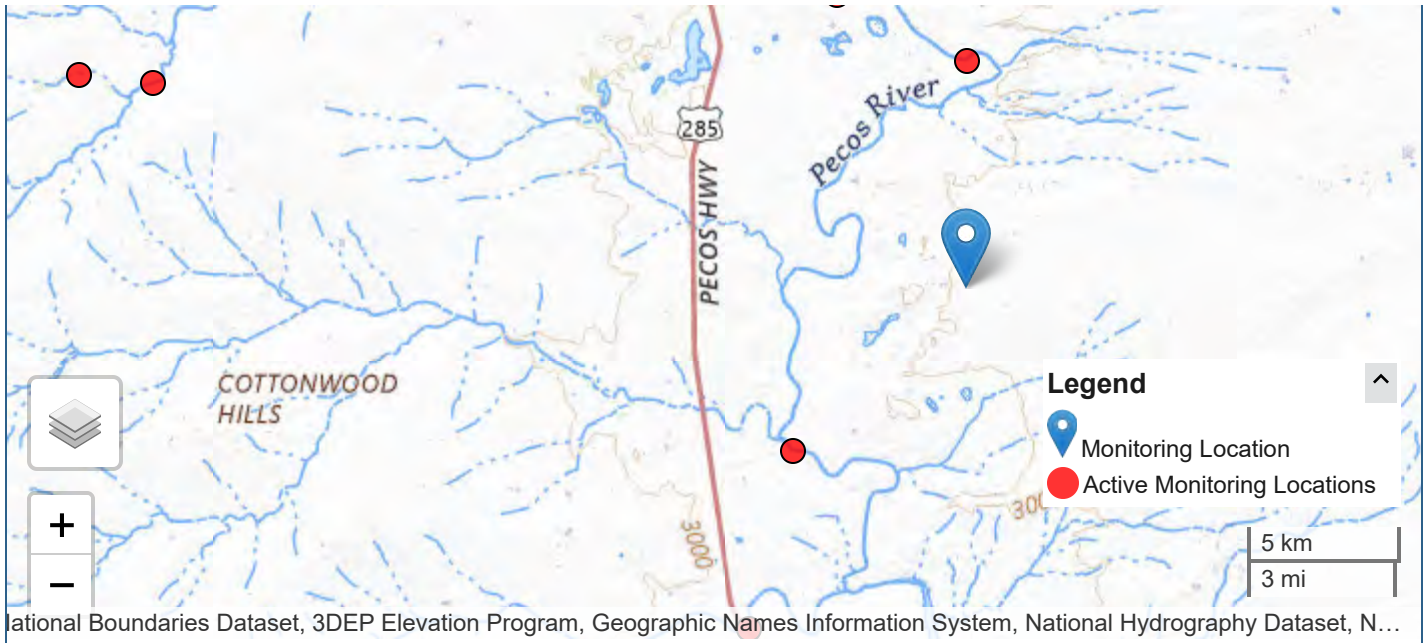 Pecos River
285
PECOS HWY
COTTONWOOD
HILLS
Legend
Monitoring Location
Active Monitoring Locations
300
3000
5 km
3 mi
+
−
lational Boundaries Dataset, 3DEP Elevation Program, Geographic Names Information System, National Hydrography Dataset, N…